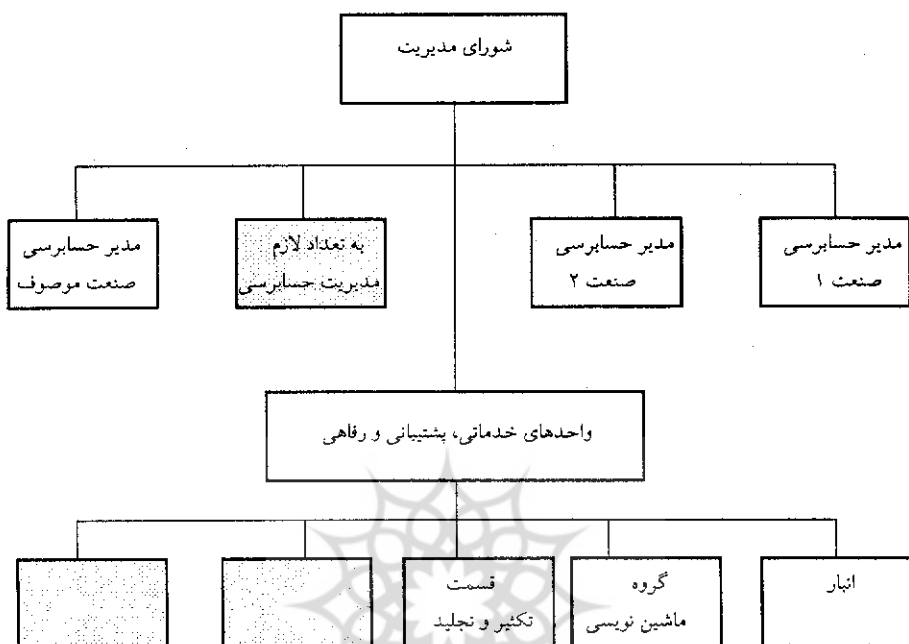 شورای مدیریت
مدیر حسابرسی
صنعت ۱
مدیر حسابرسی
صنعت ۲
به تعداد لازم
مدیریت حسابرسی
مدیر حسابرسی
صنعت موصوف
واحدهای خدماتی، پشتیبانی و رفاهی
انبار
گروه
ماشین نویسی
قسمت
تکثیر و تجلید